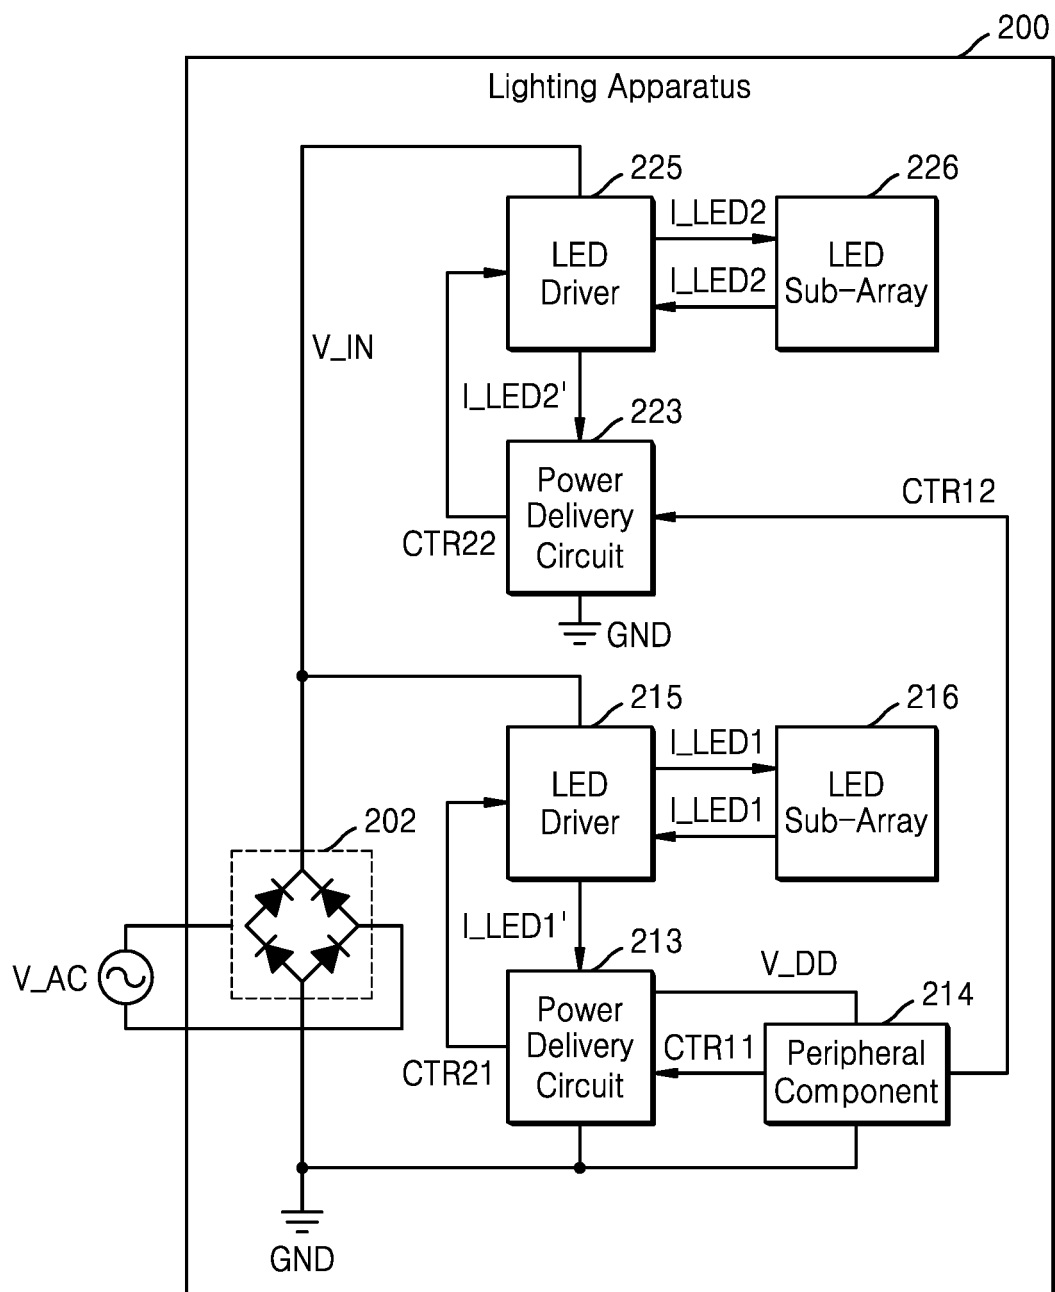 200
Lighting Apparatus
225
226
I_LED2
LED
Driver
I_LED2
LED
Sub-Array
V_IN
I_LED2'
223
Power
Delivery
Circuit
CTR12
CTR22
GND
215
216
I_LED1
LED
Driver
I_LED1
LED
Sub-Array
202
I_LED1'
213
V_DD
V_AC
214
Power
Delivery
Circuit
CTR11
Peripheral
Component
CTR21
GND